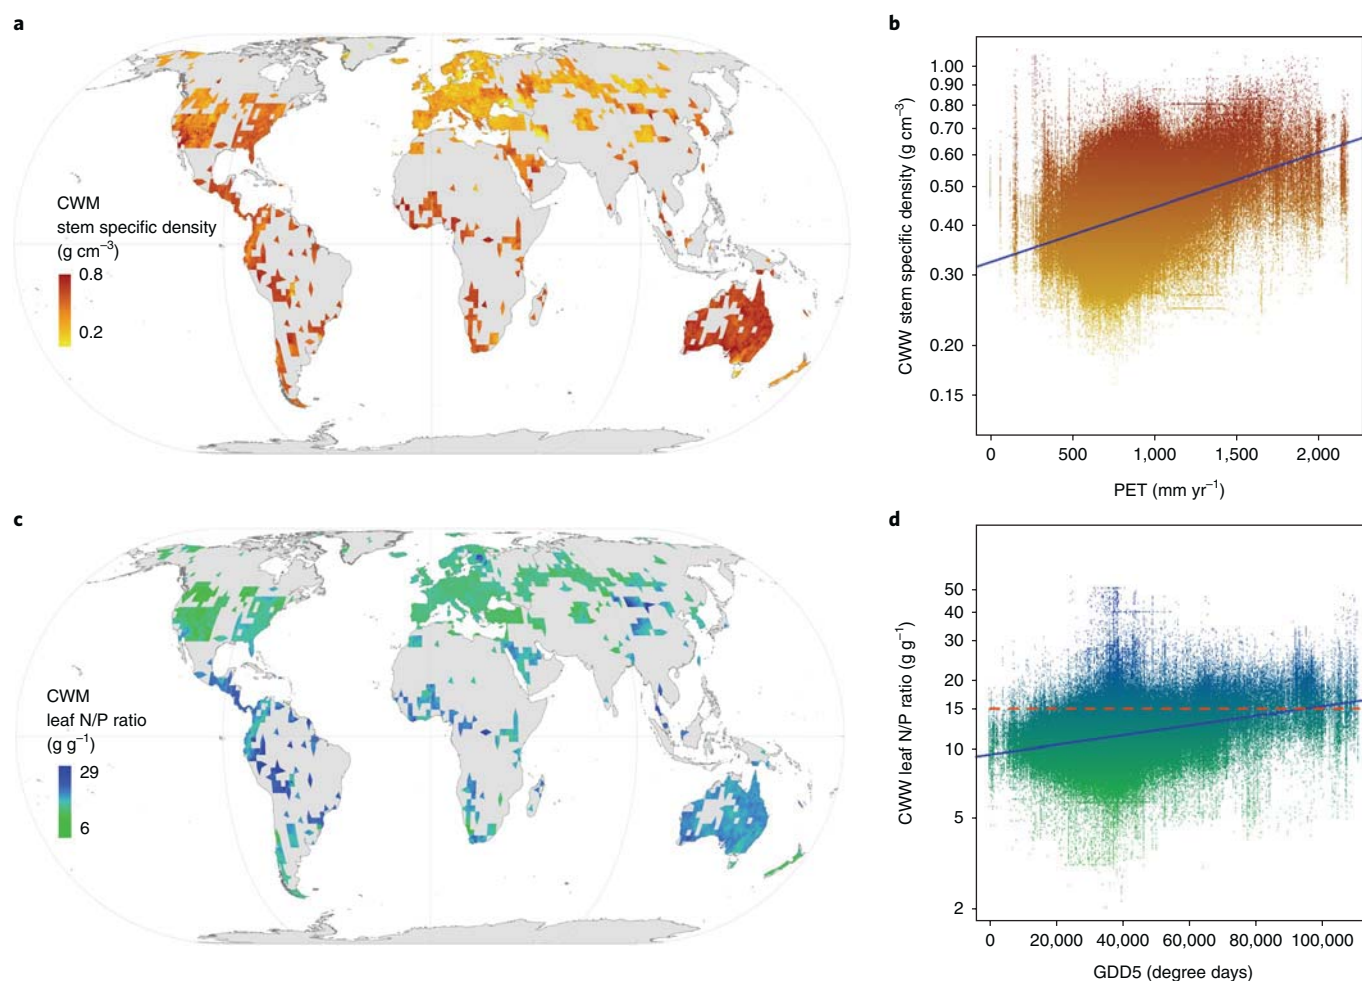 a
CWM
stem specific density
(g cm⁻³)
0.8
0.2
b
CWW stem specific density (g cm⁻³)
1.00
0.90
0.80
0.70
0.60
0.50
0.40
0.30
0.20
0.15
0
500
1,000
1,500
2,000
PET (mm yr⁻¹)
c
CWM
leaf N/P ratio
(g g⁻¹)
29
6
d
CWW leaf N/P ratio (g g⁻¹)
50
40
30
20
15
10
5
2
0
20,000
40,000
60,000
80,000
100,000
GDD5 (degree days)